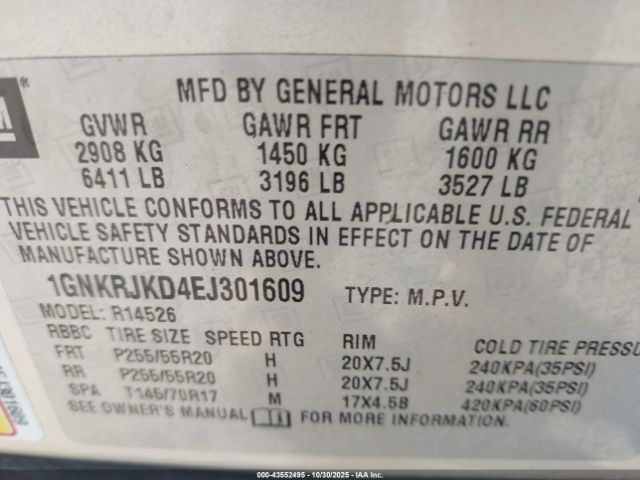 GM ®
MFD BY GENERAL MOTORS LLC
GVWR GAWR FRT GAWR RR
2908 KG 1450 KG 1600 KG
6411 LB 3196 LB 3527 LB
THIS VEHICLE CONFORMS TO ALL APPLICABLE U.S. FEDERAL
VEHICLE SAFETY STANDARDS IN EFFECT ON THE DATE OF
MANUFACTURE SHOWN ABOVE.
1GNKRJKD4EJ301609 TYPE: M.P.V.
MODEL: R14526
RBBC TIRE SIZE SPEED RTG RIM COLD TIRE PRESSU
FRT P255/55R20 H 20X7.5J 240KPA(35PSI)
RR P255/55R20 H 20X7.5J 240KPA(35PSI)
SPA T145/70R17 M 17X4.5B 420KPA(60PSI)
SEE OWNER'S MANUAL FOR MORE INFORMATION.
000-43552495 - 10/30/2025 - IAA Inc.